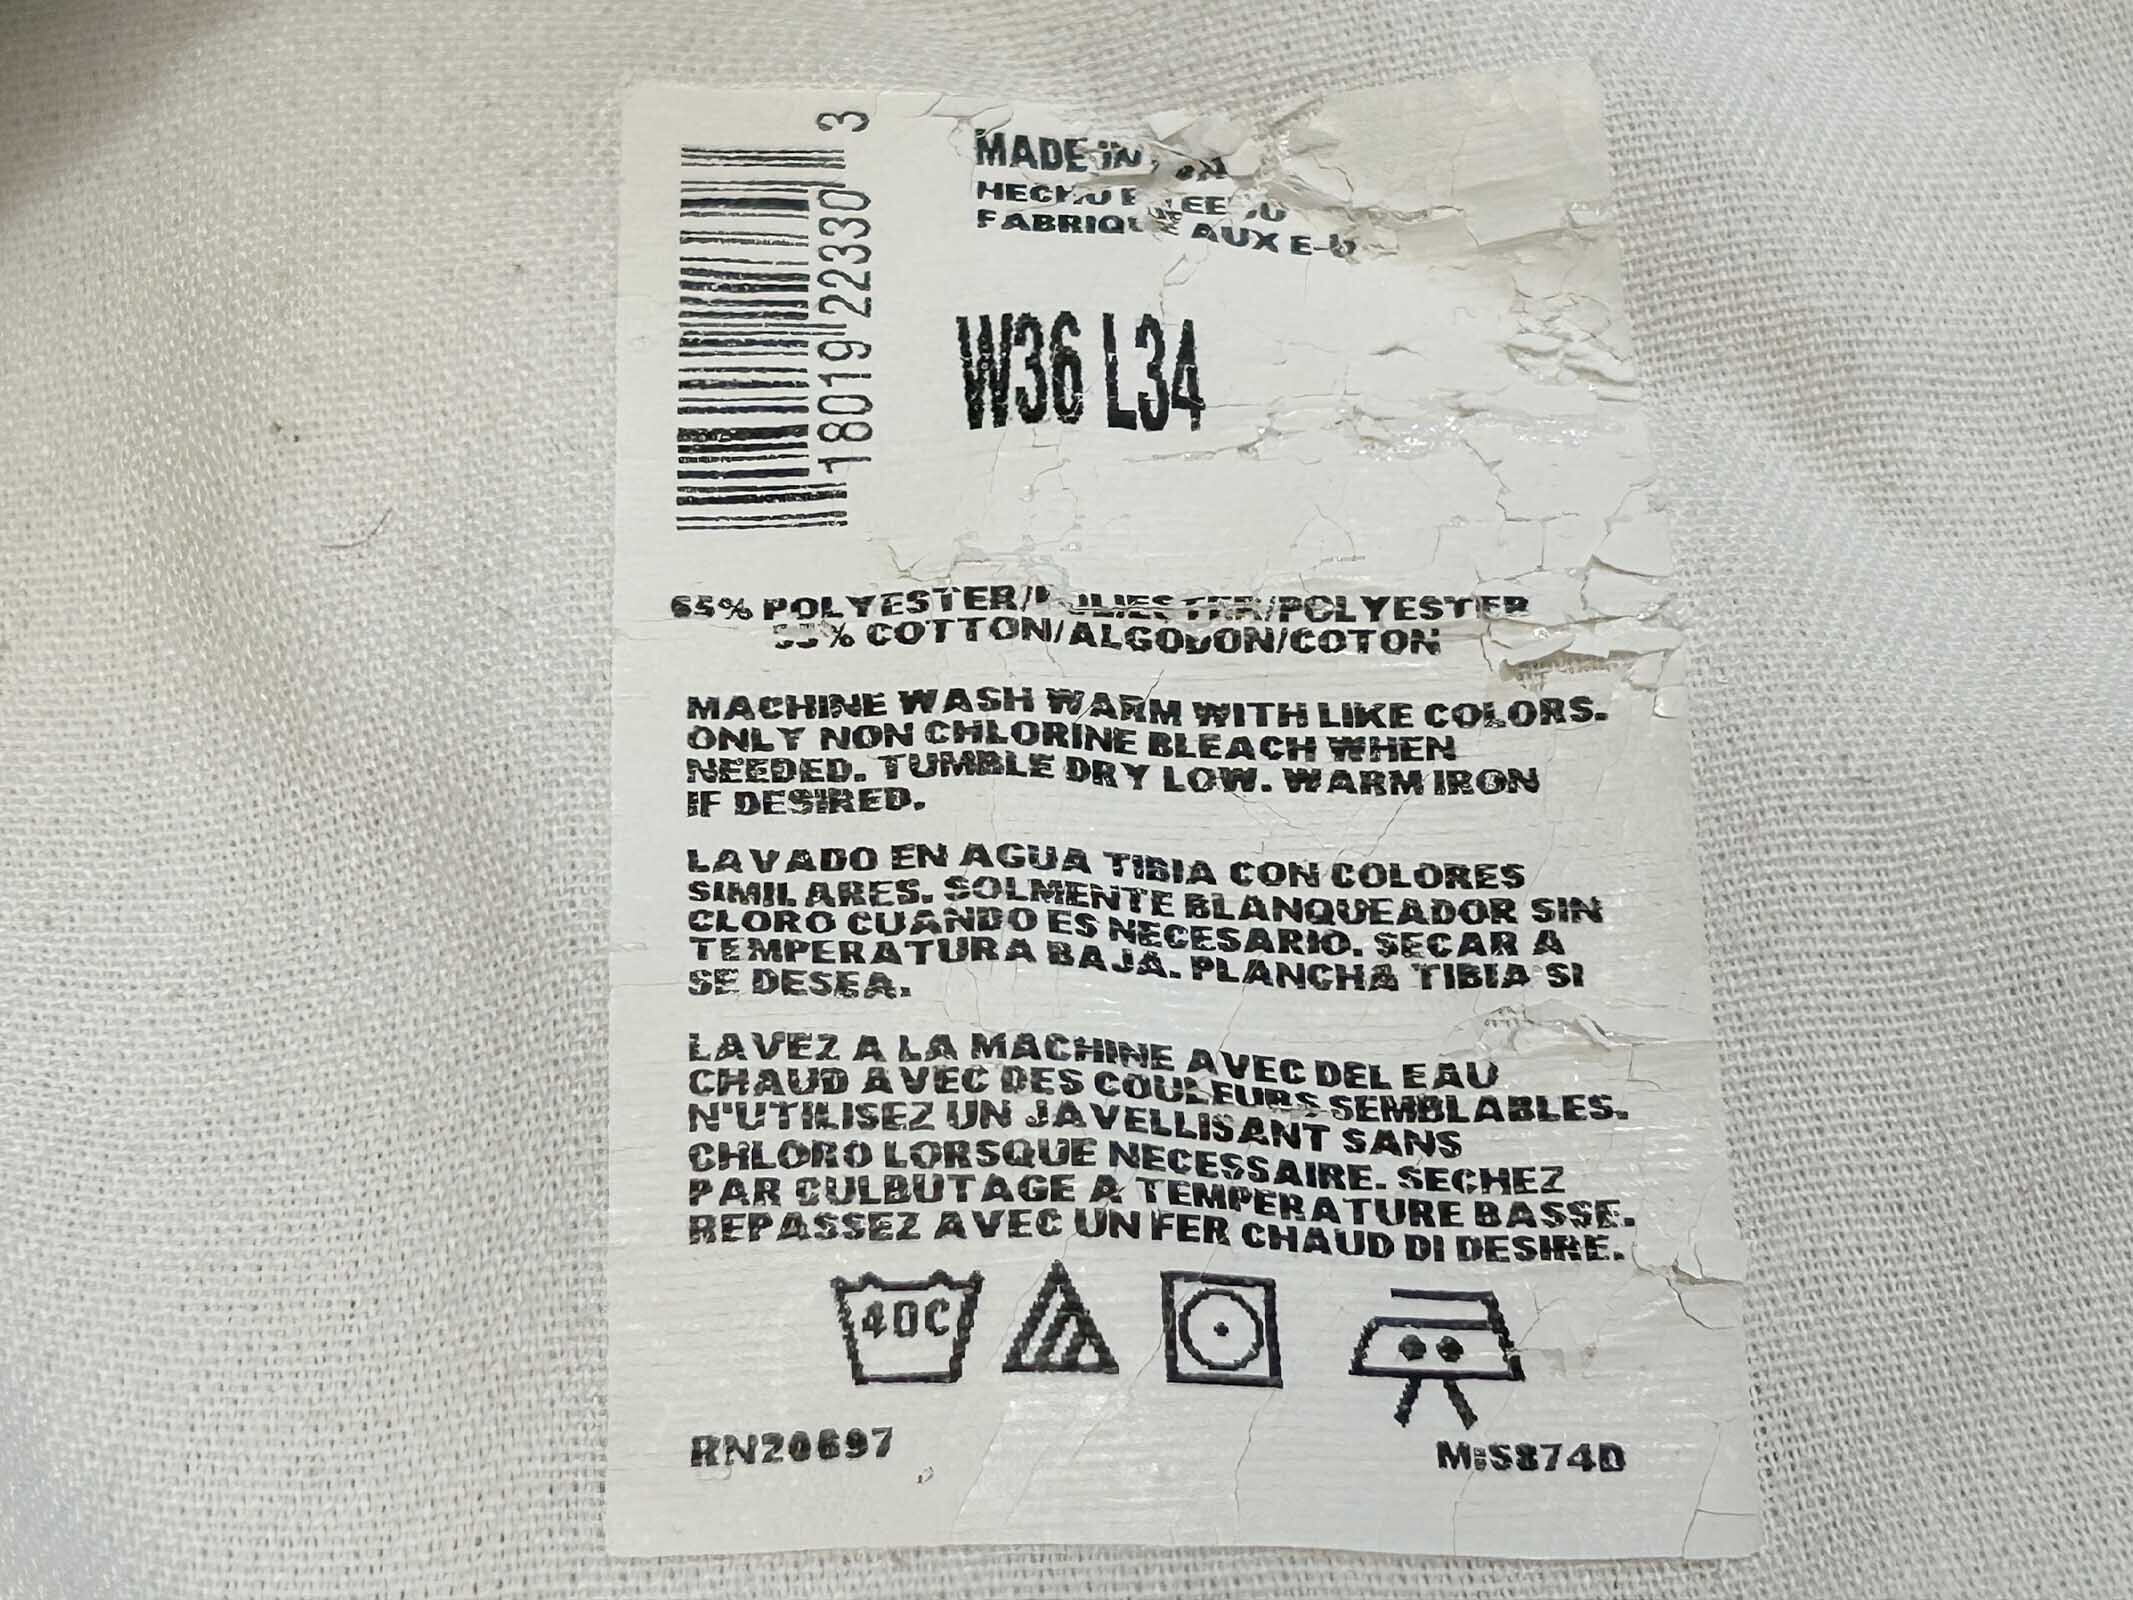 18019 22330 3
MADE IN
HECHO EEUU
FABRIQUE AUX E-U
W36 L34
65% POLYESTER/POLIESTER/POLYESTER
35% COTTON/ALGODON/COTON
MACHINE WASH WARM WITH LIKE COLORS.
ONLY NON CHLORINE BLEACH WHEN
NEEDED. TUMBLE DRY LOW. WARM IRON
IF DESIRED.
LAVADO EN AGUA TIBIA CON COLORES
SIMILARES. SOLMENTE BLANQUEADOR SIN
CLORO CUANDO ES NECESARIO. SECAR A
TEMPERATURA BAJA. PLANCHA TIBIA SI
SE DESEA.
LAVEZ A LA MACHINE AVEC DEL EAU
CHAUD AVEC DES COULEURS SEMBLABLES.
N'UTILISEZ UN JAVELLISANT SANS
CHLORO LORSQUE NECESSAIRE. SECHEZ
PAR CULBUTAGE A TEMPERATURE BASSE.
REPASSEZ AVEC UN FER CHAUD DI DESIRE.
40C
RN20697
M:S874D